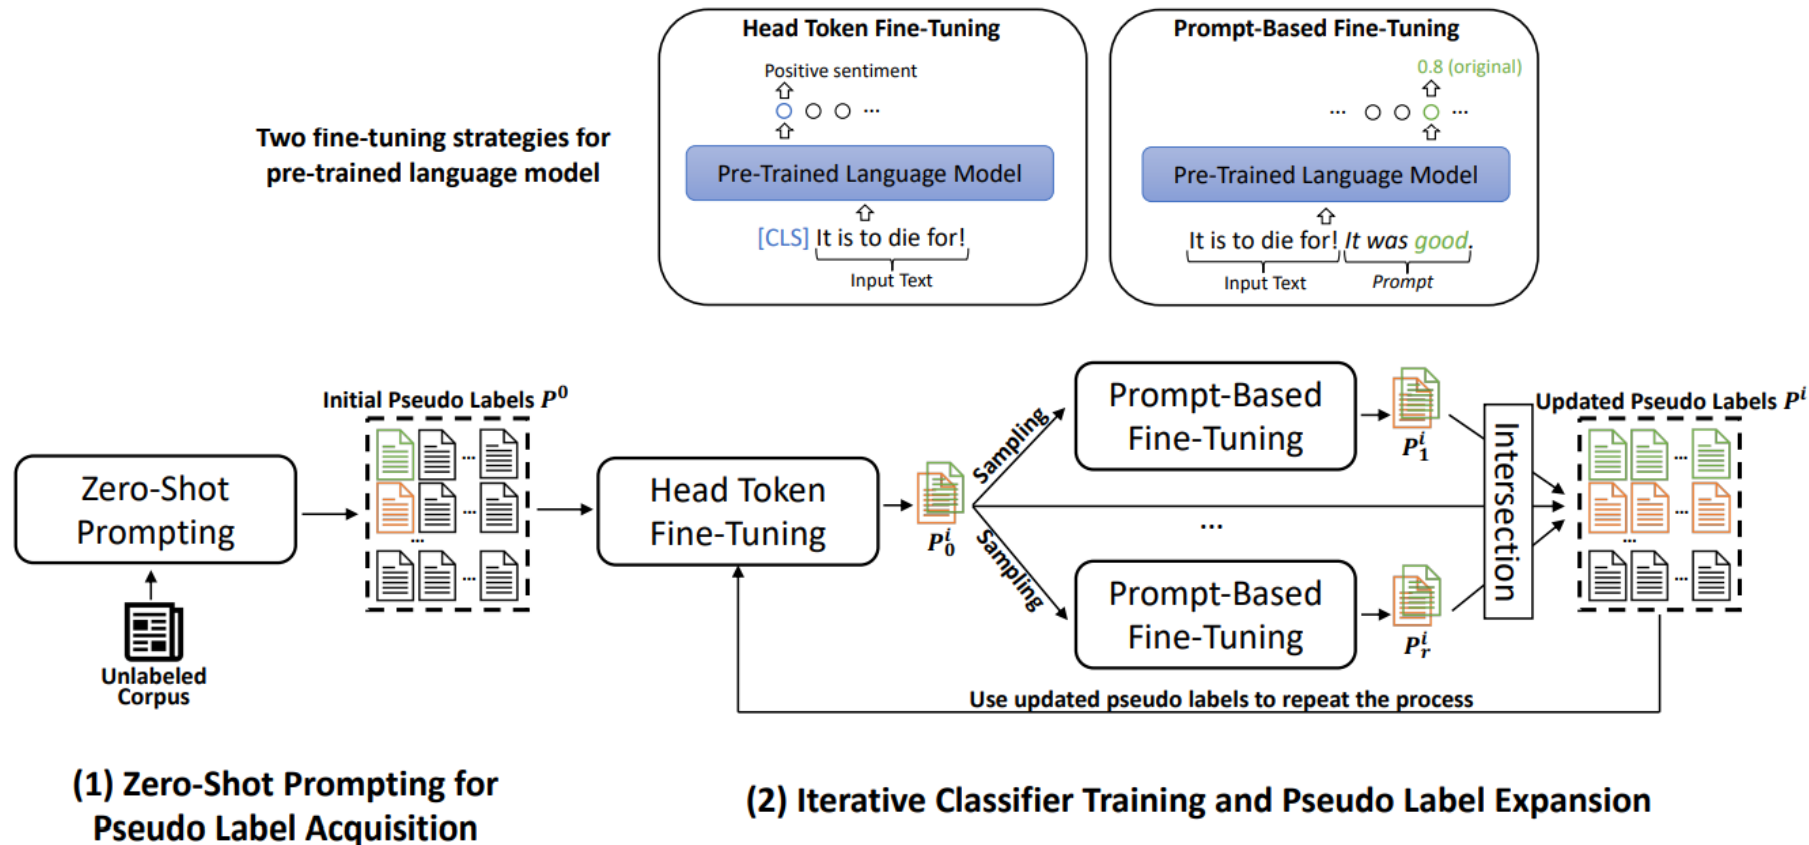 Two fine-tuning strategies for
pre-trained language model
Head Token Fine-Tuning
Positive sentiment
...
Pre-Trained Language Model
[CLS] It is to die for!
Input Text
Prompt-Based Fine-Tuning
0.8 (original)
... ...
Pre-Trained Language Model
It is to die for! It was good.
Input Text Prompt
Unlabeled
Corpus
Zero-Shot
Prompting
Initial Pseudo Labels P⁰
...
...
...
...
Head Token
Fine-Tuning
Pⁱ₀
Sampling
Sampling
Prompt-Based
Fine-Tuning
Pⁱ₁
...
Prompt-Based
Fine-Tuning
Pⁱᵣ
Intersection
Updated Pseudo Labels Pⁱ
...
...
...
...
Use updated pseudo labels to repeat the process
(1) Zero-Shot Prompting for
Pseudo Label Acquisition
(2) Iterative Classifier Training and Pseudo Label Expansion